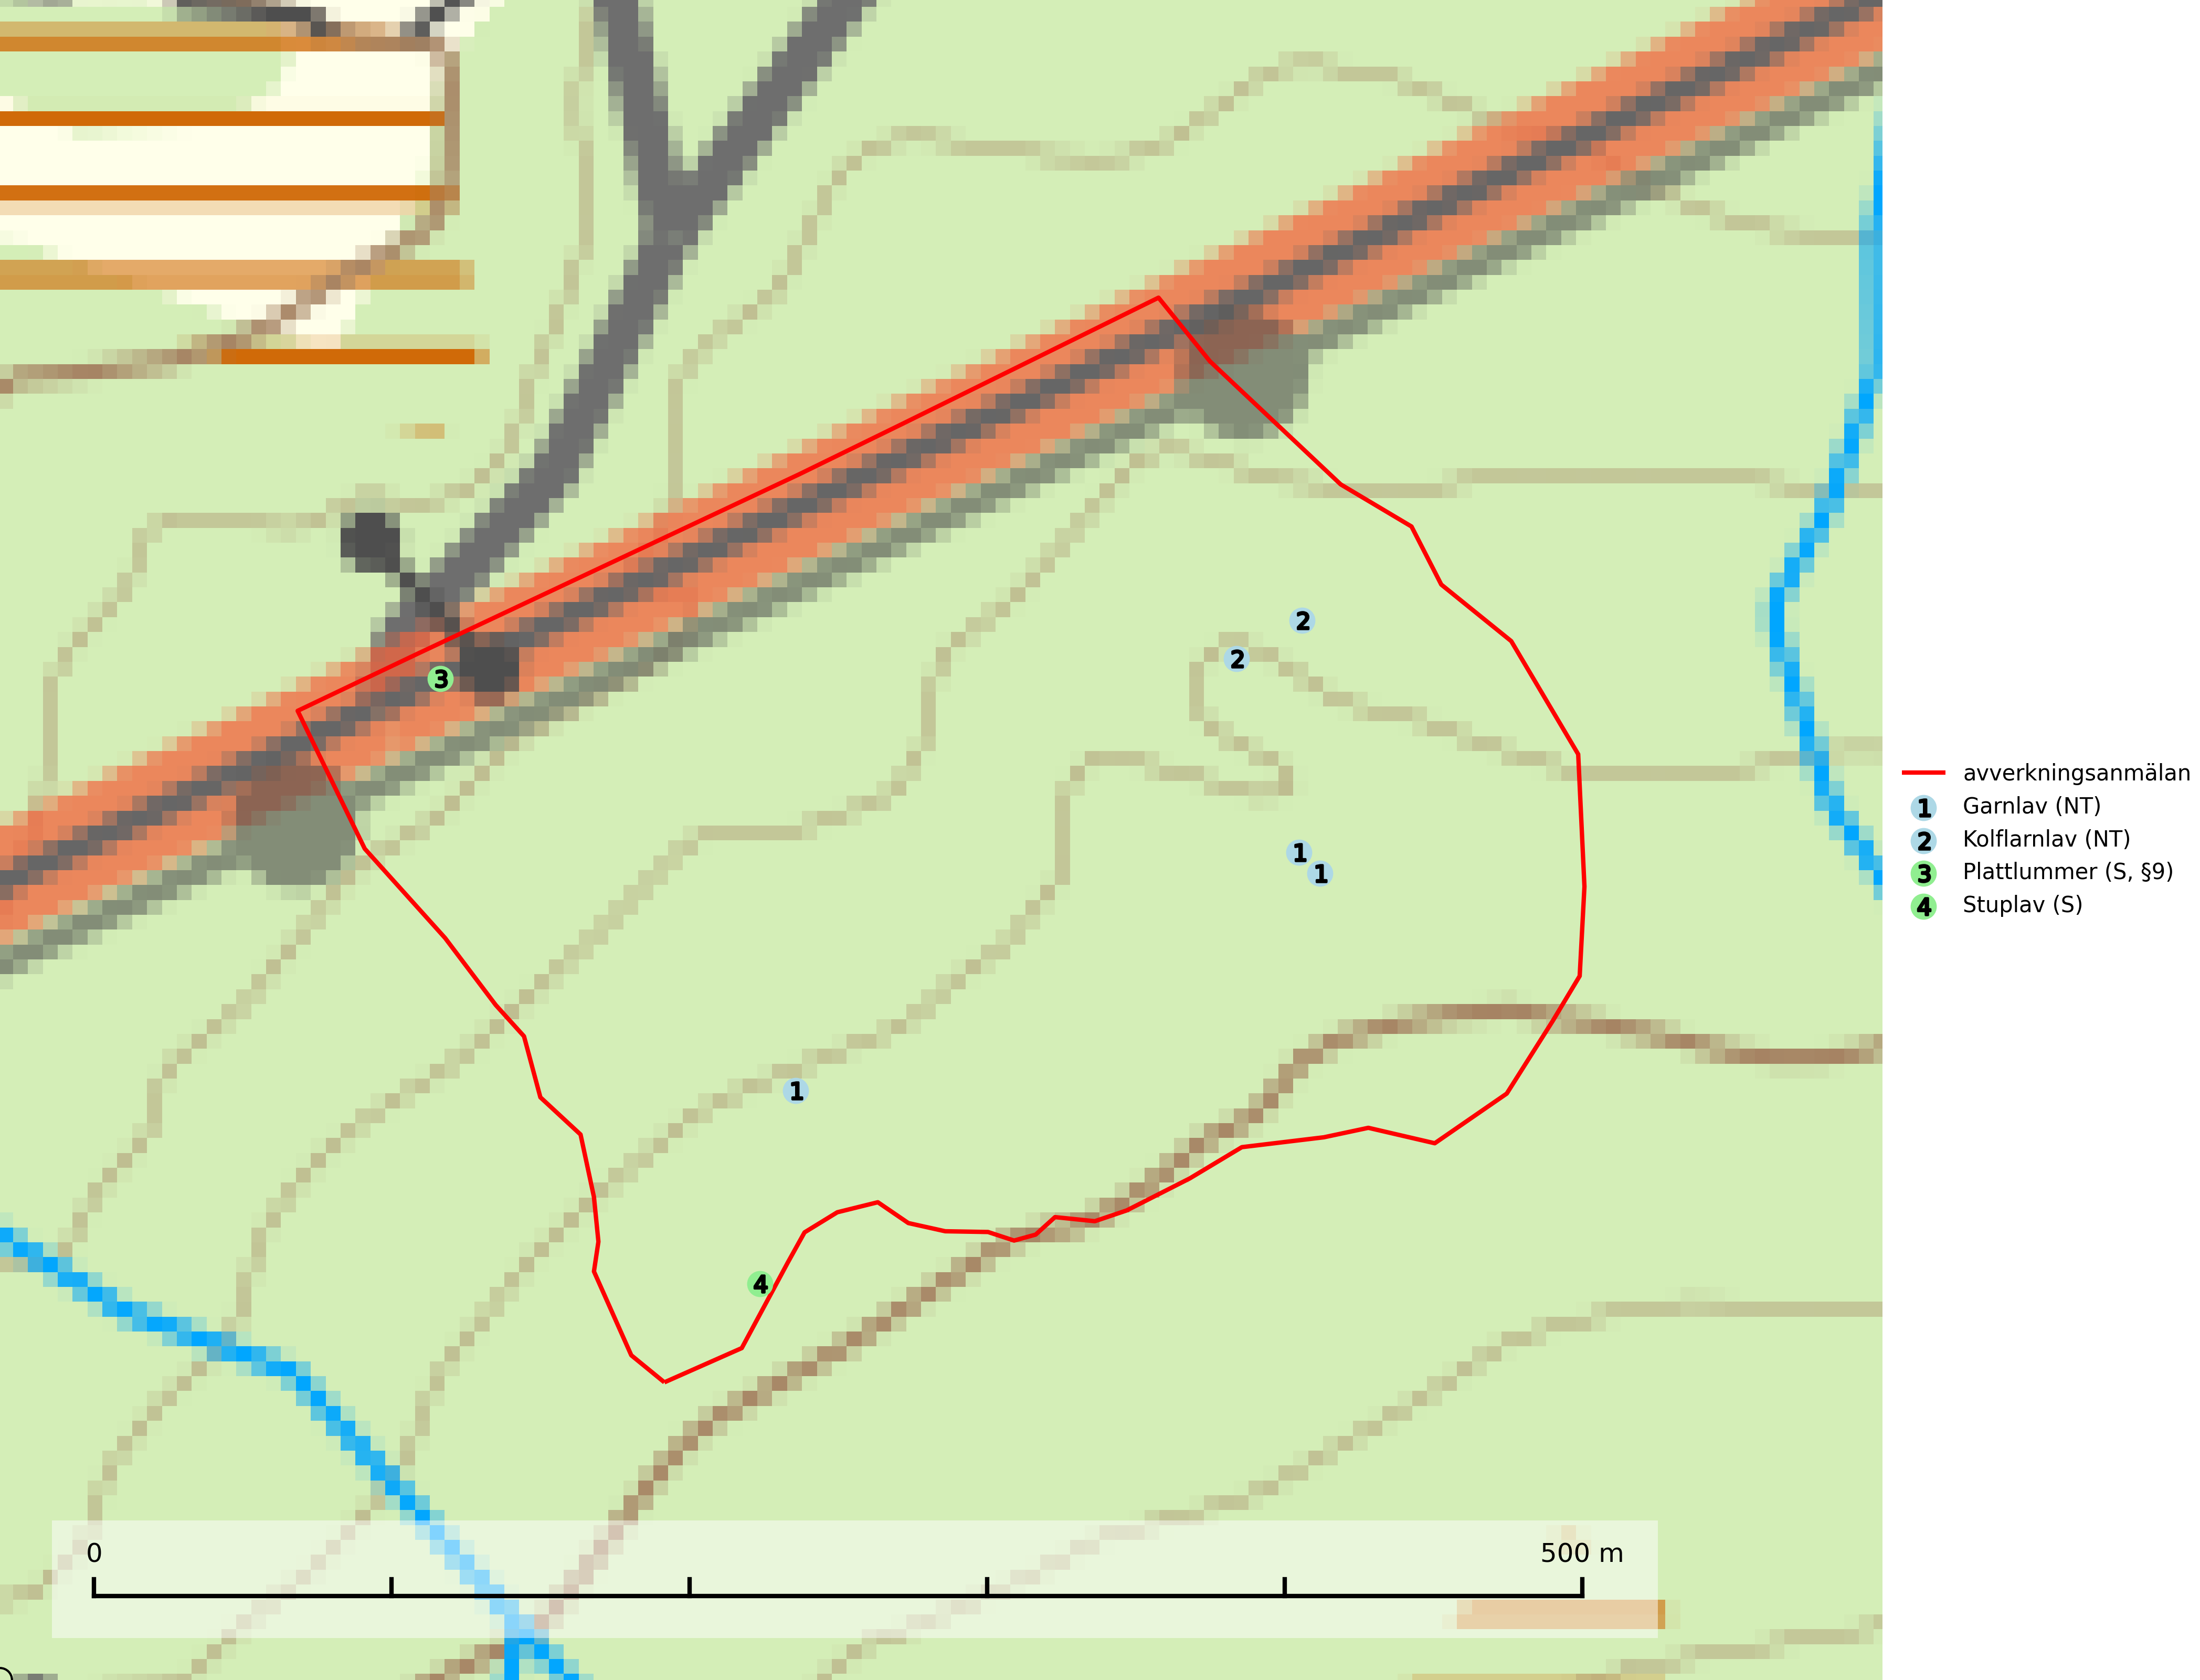 2
2
3
1
1
1
4
avverkningsanmälan
1 Garnlav (NT)
2 Kolflarnlav (NT)
3 Plattlummer (S, §9)
4 Stuplav (S)
0 500 m